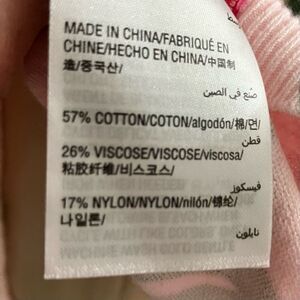 MADE IN CHINA/FABRIQUÉ EN
CHINE/HECHO EN CHINA/中国制
造/중국산/
صنع في الصين
57% COTTON/COTON/algodón/棉/면/
قطن
26% VISCOSE/VISCOSE/viscosa/
粘胶纤维/비스코스/
فيسكوز
17% NYLON/NYLON/nilón/锦纶/
나일론/
نايلون